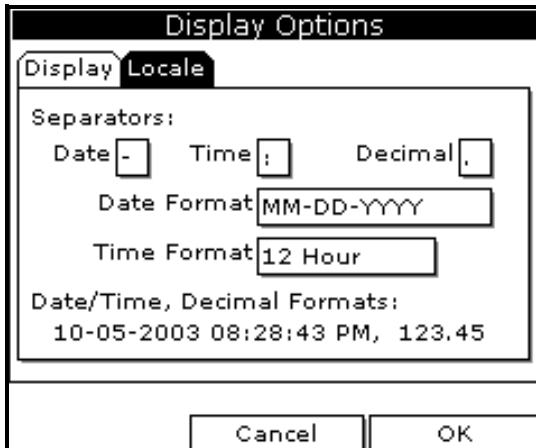 Display Options
Display Locale
Separators:
Date - Time : Decimal .
Date Format MM-DD-YYYY
Time Format 12 Hour
Date/Time, Decimal Formats:
10-05-2003 08:28:43 PM, 123.45
Cancel OK